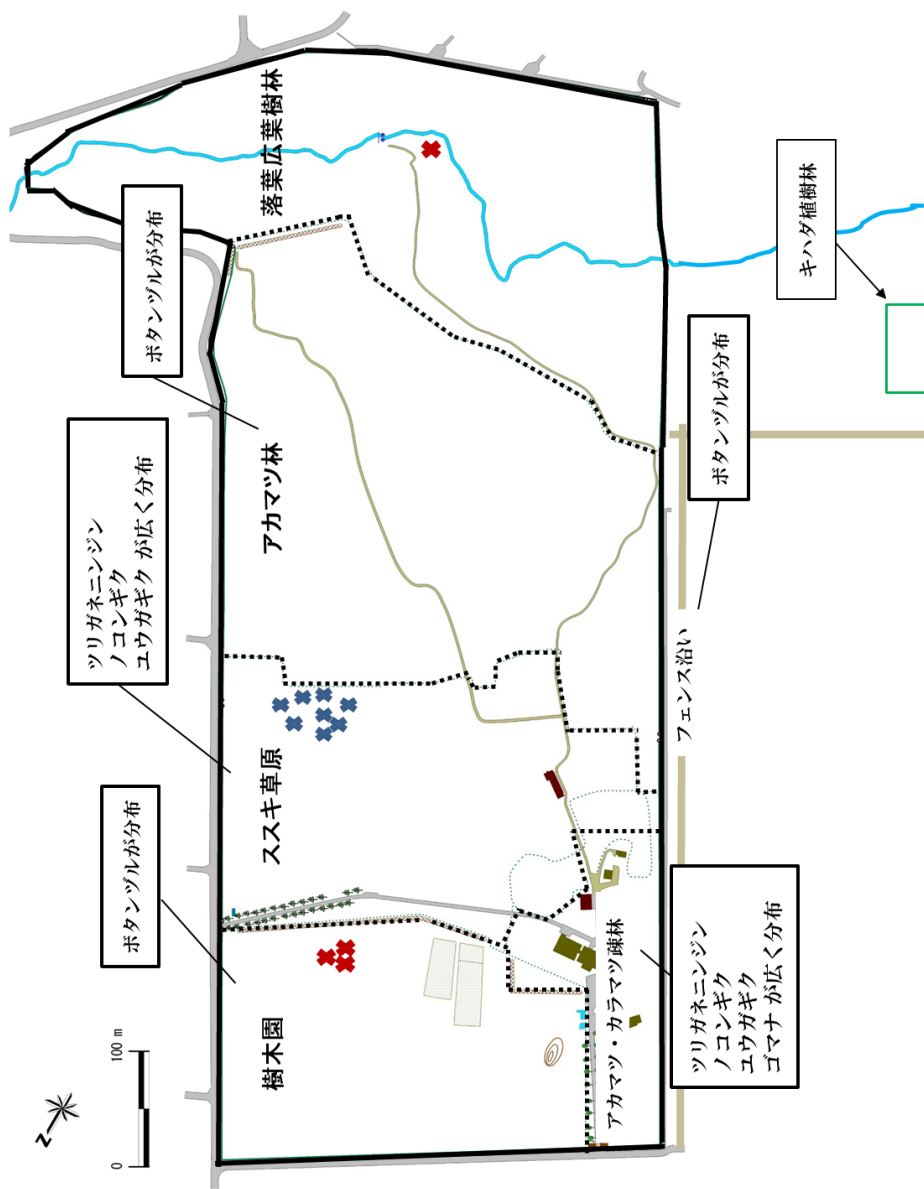 Z
0
100 m
ボタンヅルが分布
ツリガネニンジン
ノコンギク
ユウガギク が広く分布
ボタンヅルが分布
樹木園
ススキ草原
アカマツ林
落葉広葉樹林
アカマツ・カラマツ疎林
フェンス沿い
ツリガネニンジン
ノコンギク
ユウガギク
ゴマナ が広く分布
ボタンヅルが分布
キハダ植樹林